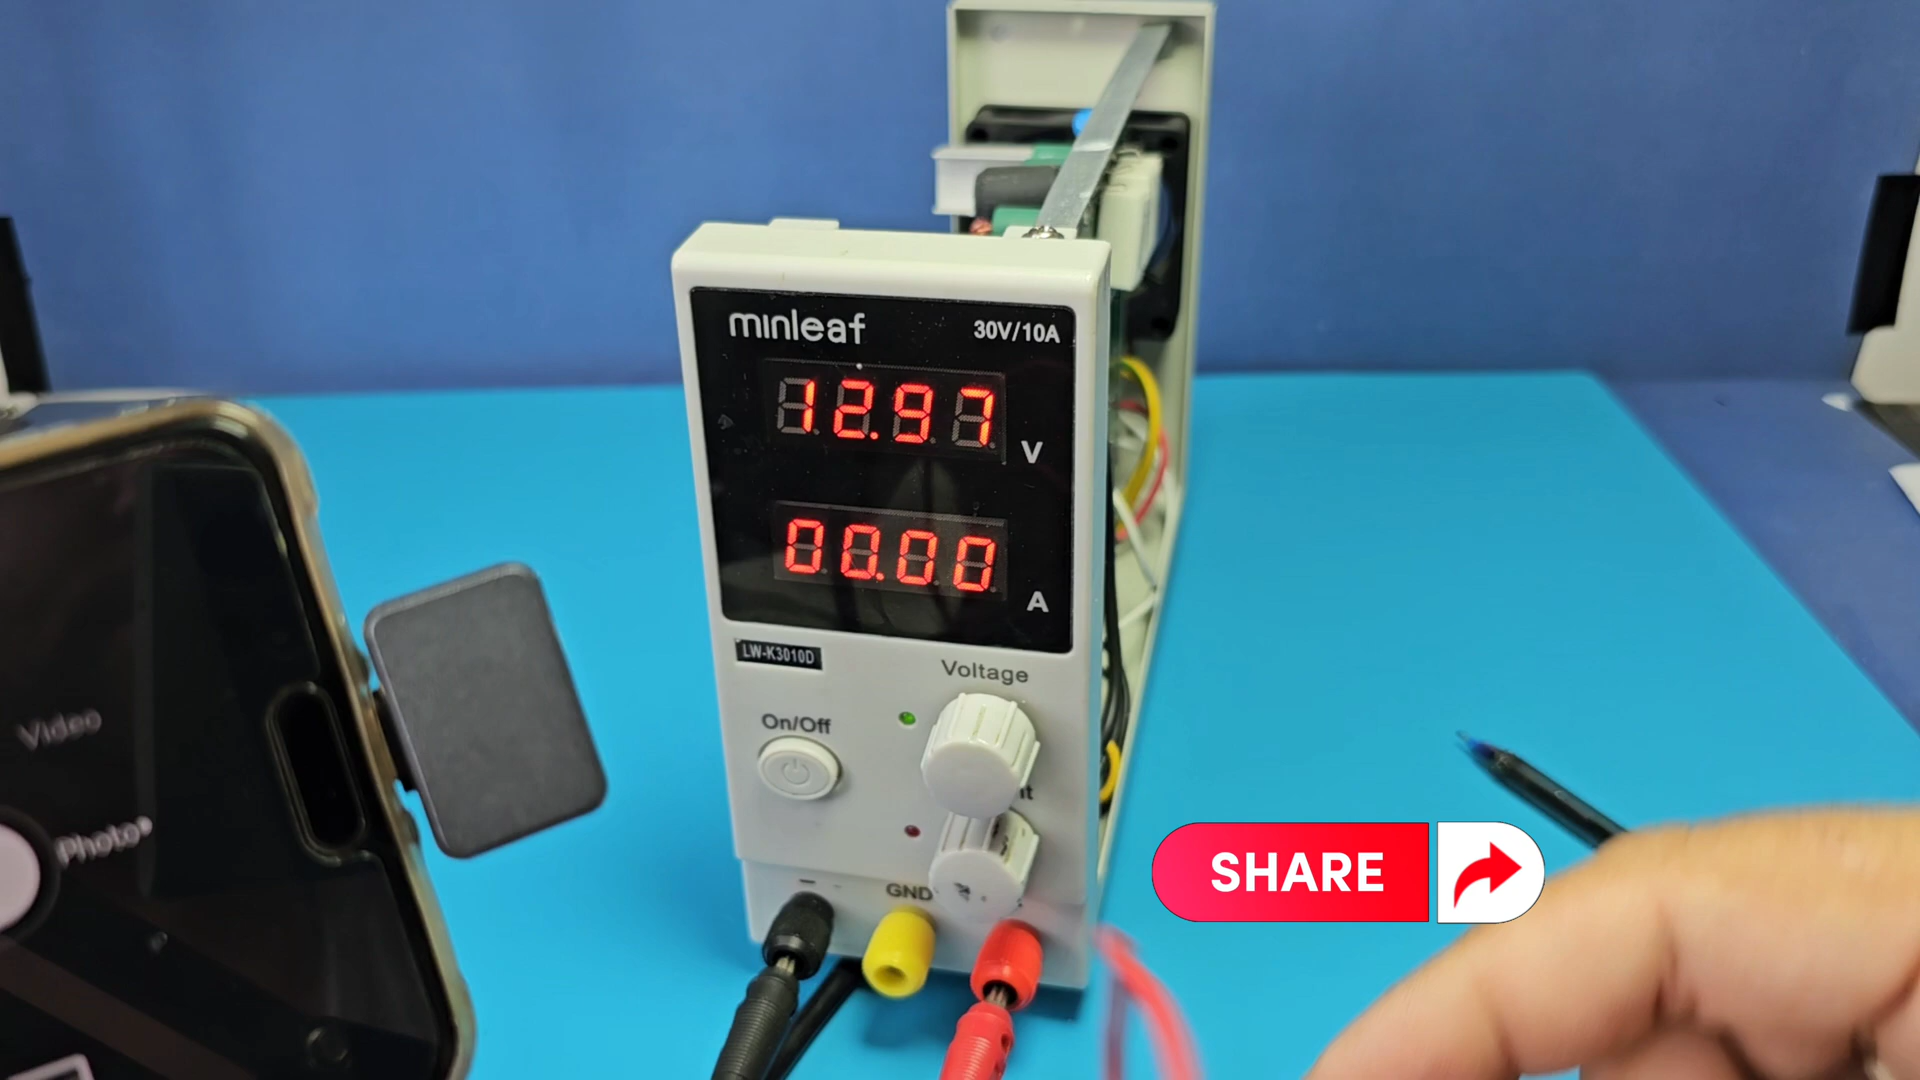 minleaf
30V/10A
12.97
V
00.00
A
LW-K3010D
Voltage
On/Off
GND
Video
Photo
SHARE